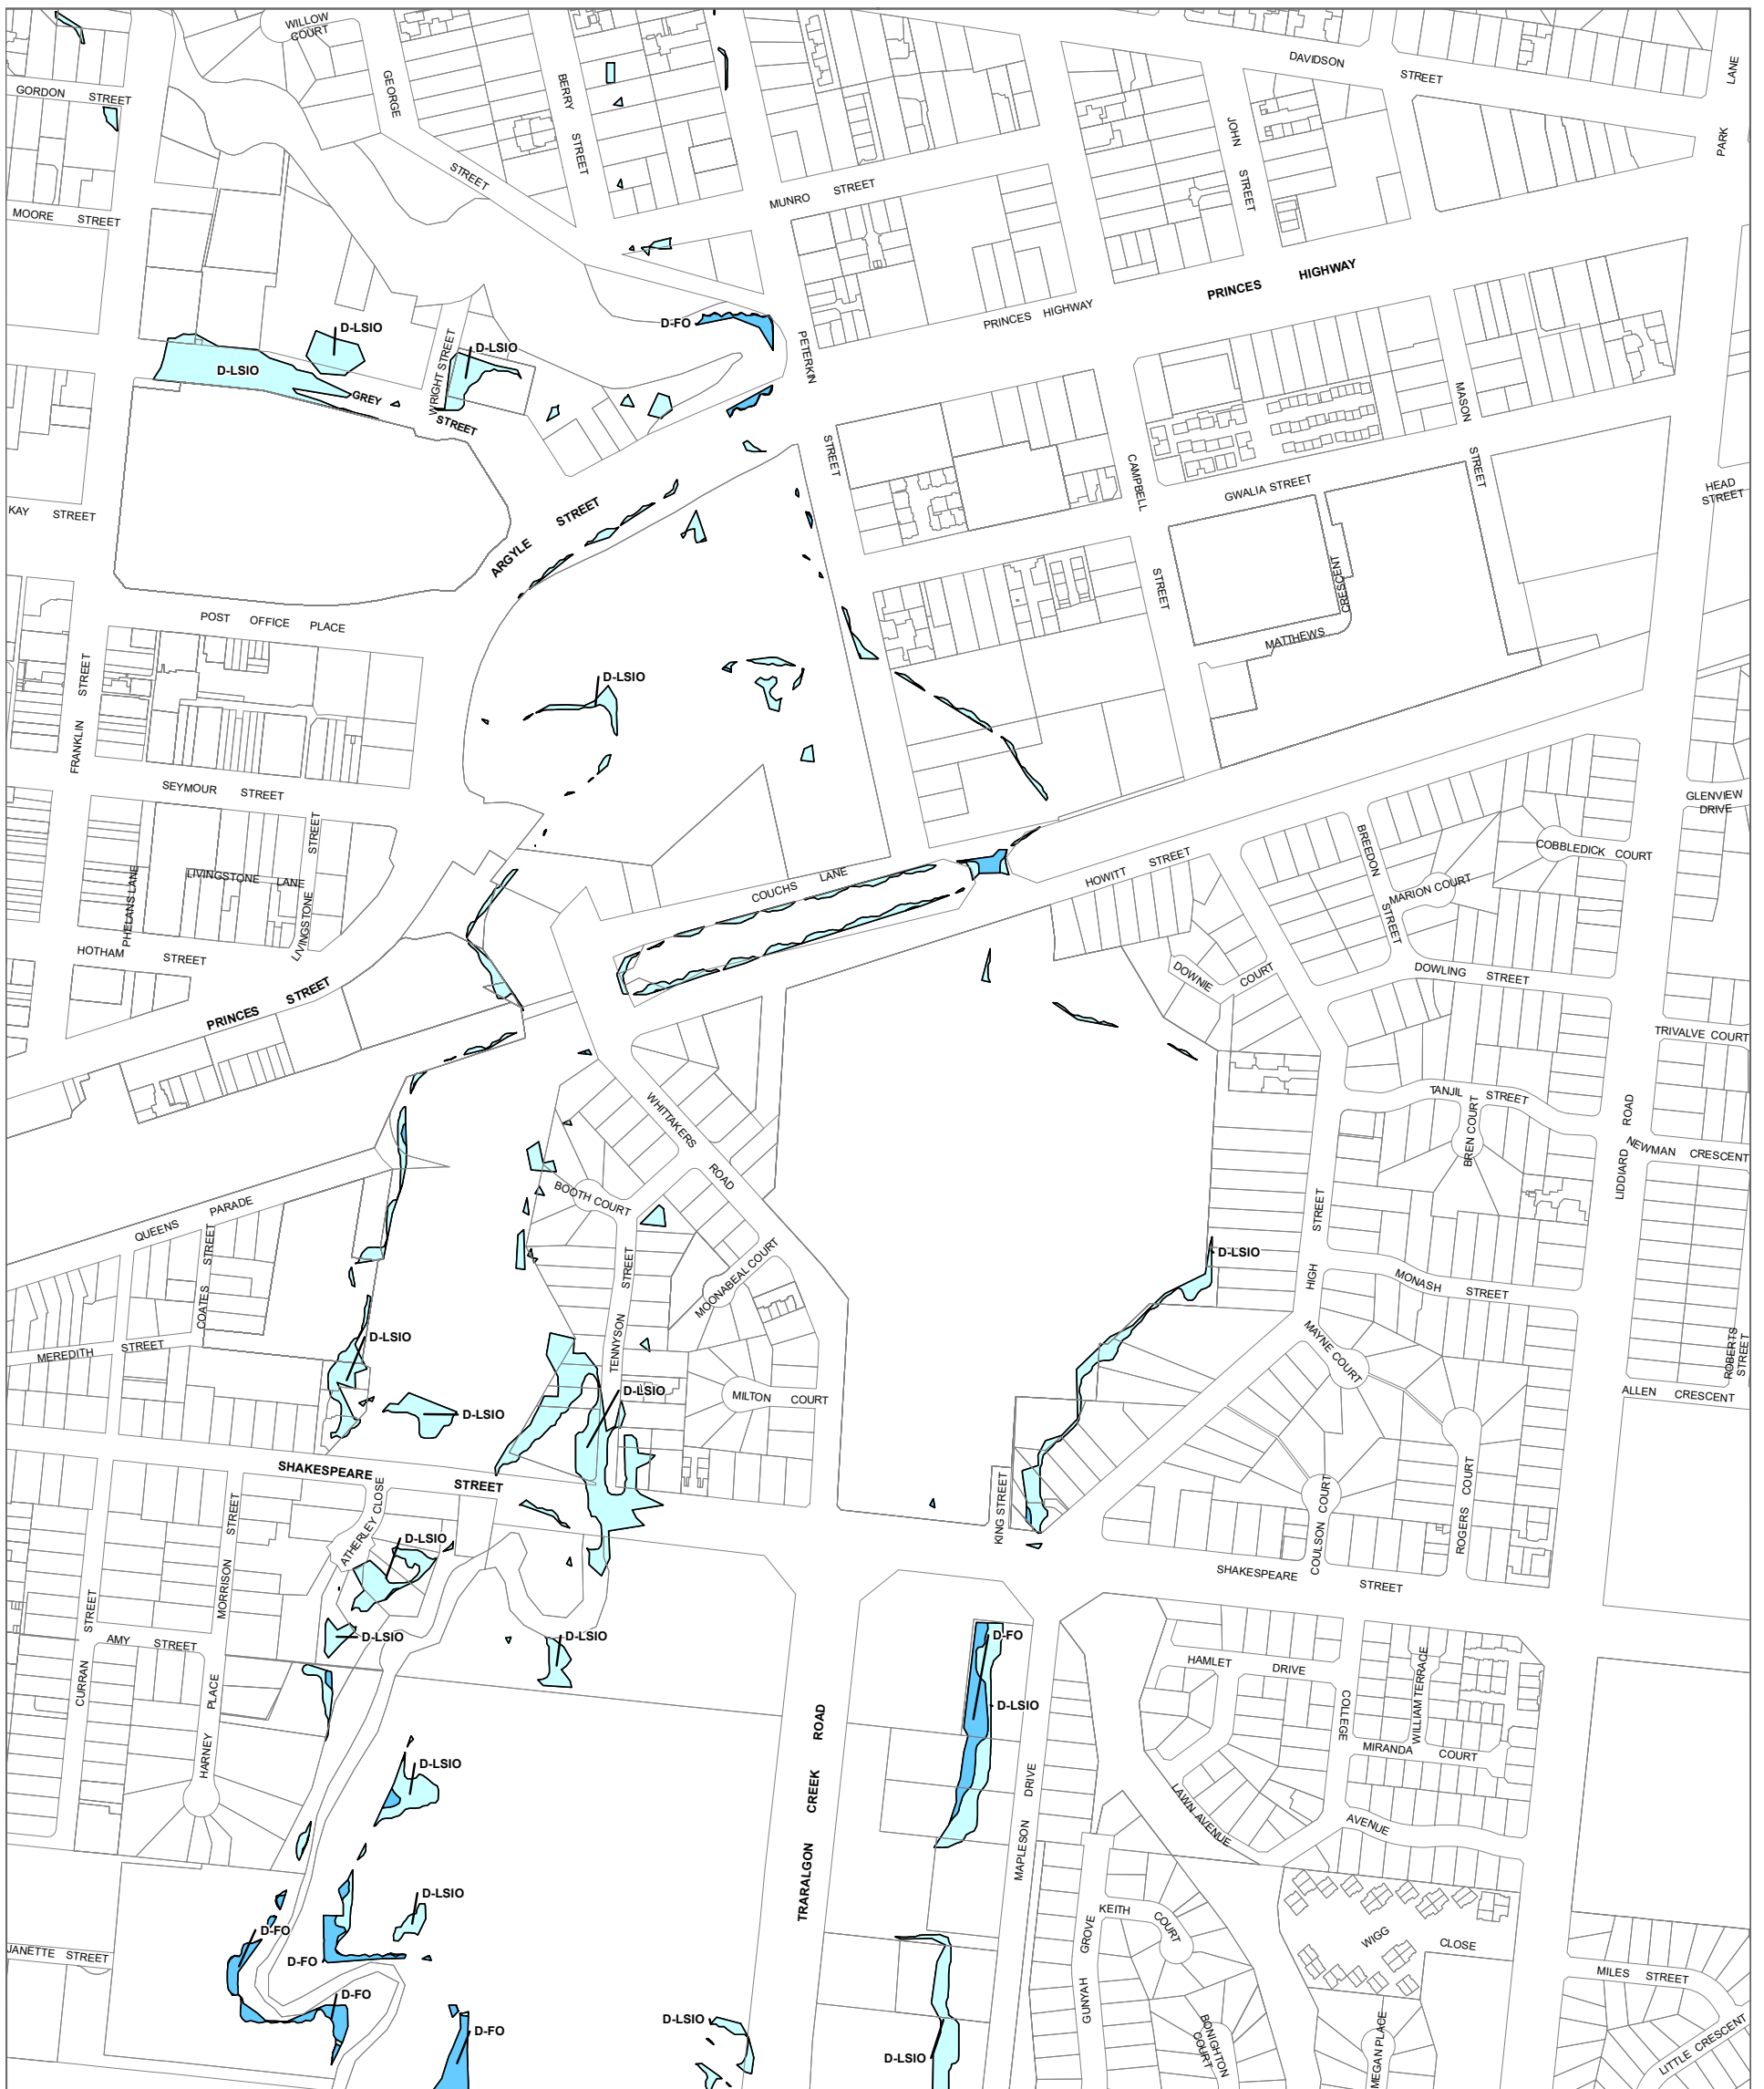 WILLOW
COURT
DAVIDSON
STREET
LANE
GEORGE
BERRY
GORDON STREET
JOHN
PARK
STREET
STREET
STREET
MUNRO STREET
MOORE STREET
PRINCES HIGHWAY
PRINCES HIGHWAY
D-FO
D-LSIO
PETERKIN
D-LSIO
WRIGHT STREET
D-LSIO
GREY
STREET
MASON
STREET
STREET
CAMPBELL
GWALIA STREET
HEAD
STREET
KAY STREET
ARGYLE STREET
STREET
CRESCENT
MATTHEWS
POST OFFICE PLACE
FRANKLIN STREET
D-LSIO
SEYMOUR STREET
GLENVIEW
DRIVE
LIVINGSTONE STREET
BREEDON
STREET
COBBLEDICK COURT
HOWITT STREET
COUCHS LANE
LIVINGSTONE LANE
PHELANS LANE
MARION COURT
HOTHAM STREET
DOWLING STREET
DOWNIE COURT
PRINCES STREET
TRIVALVE COURT
TANJIL STREET
BREN COURT
LIDDIARD ROAD
NEWMAN CRESCENT
WHITTAKERS ROAD
BOOTH COURT
QUEENS PARADE
COATES STREET
HIGH STREET
TENNYSON STREET
MOONABEAL COURT
D-LSIO
MONASH STREET
MAYNE COURT
ROBERTS
STREET
D-LSIO
MEREDITH STREET
D-LSIO
MILTON COURT
ALLEN CRESCENT
D-LSIO
SHAKESPEARE STREET
KING STREET
COULSON COURT
ROGERS COURT
MORRISON STREET
ATHERLEY CLOSE
D-LSIO
SHAKESPEARE STREET
CURRAN STREET
D-LSIO
D-LSIO
D-FO
AMY STREET
HARNEY PLACE
HAMLET DRIVE
WILLIAM TERRACE
COLLEGE
D-LSIO
TRARALGON CREEK ROAD
MAPLESON DRIVE
MIRANDA COURT
D-LSIO
LAWN AVENUE
AVENUE
D-LSIO
KEITH COURT
GUNYAH GROVE
WIGG
CLOSE
D-FO
D-FO
JANETTE STREET
MILES STREET
D-FO
D-LSIO
D-FO
D-LSIO
BONIGHTON
COURT
MEGAN PLACE
LITTLE CRESCENT